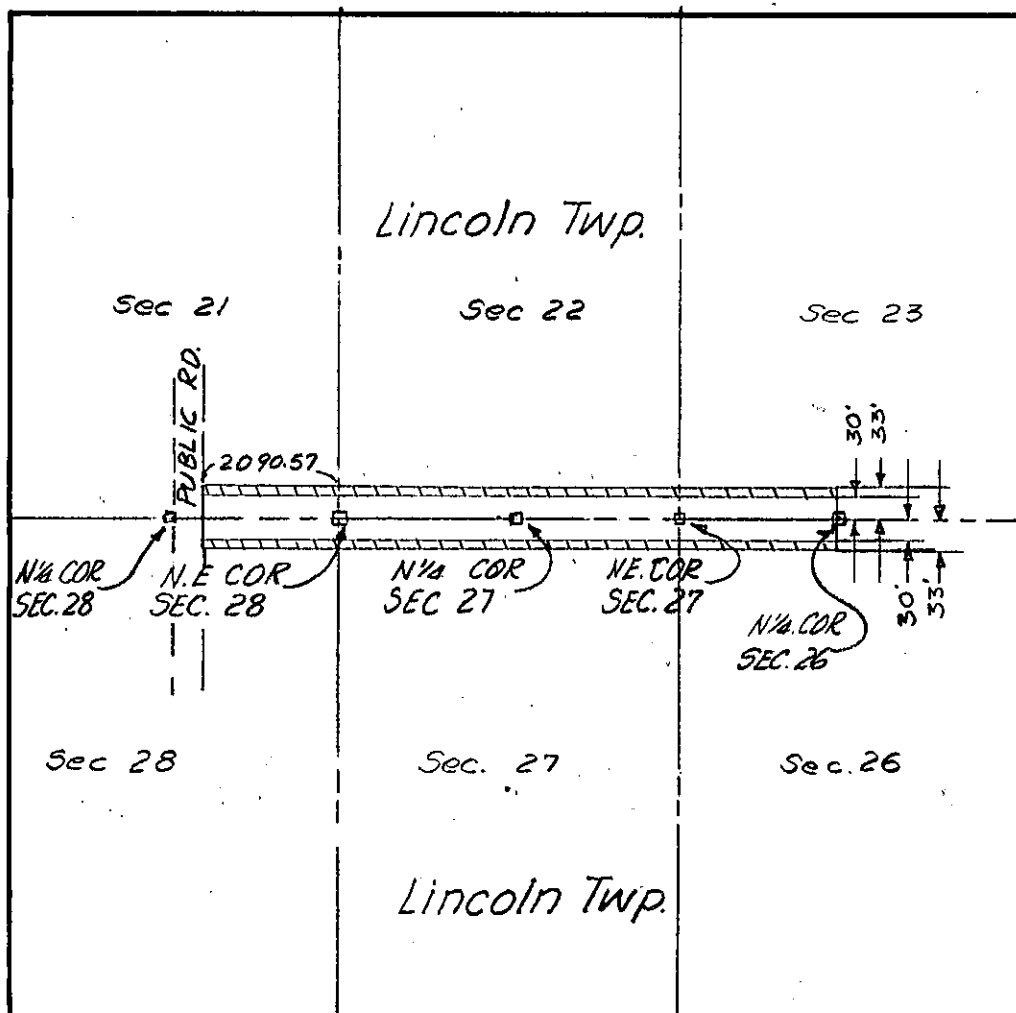 Lincoln Twp.
Sec 21
Sec 22
Sec 23
PUBLIC RD.
30'
33'
2090.57
N¼ COR
SEC. 28
N.E COR
SEC. 28
N¼ COR
SEC 27
NE. COR
SEC. 27
N¼. COR
SEC. 26
30'
33'
Sec 28
Sec. 27
Sec. 26
Lincoln Twp.